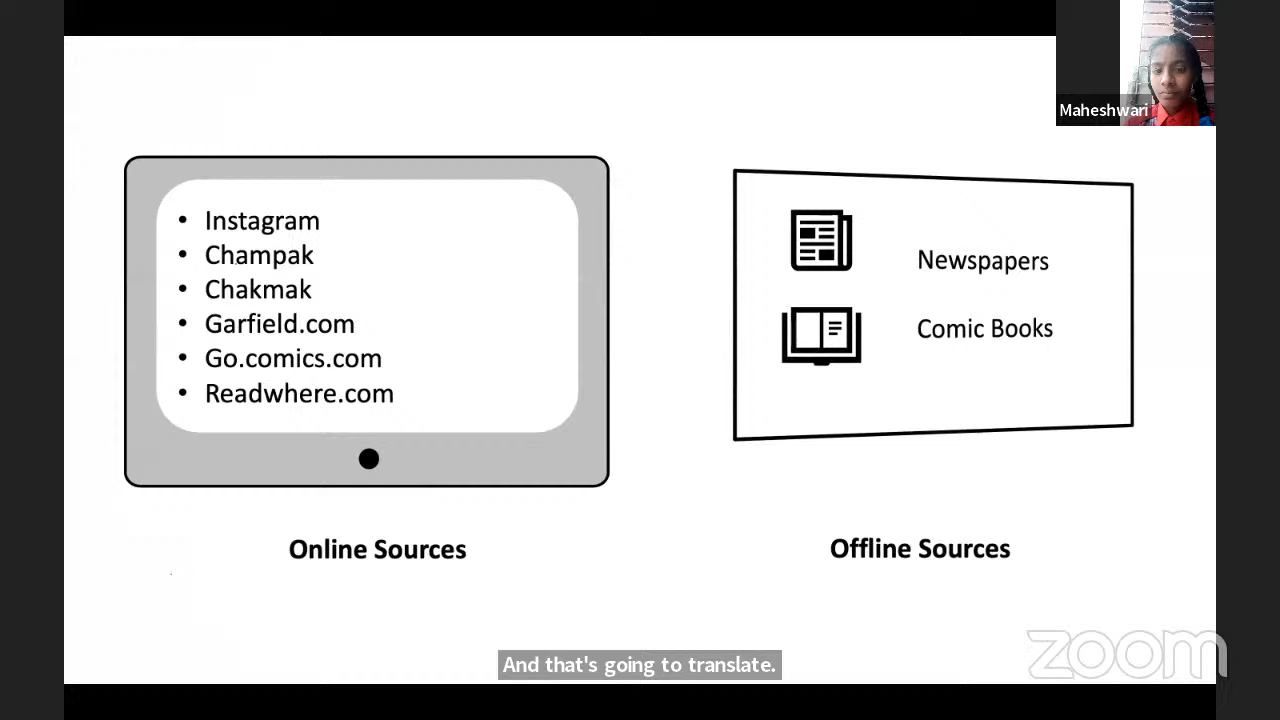 Maheshwari
• Instagram
• Champak
• Chakmak
• Garfield.com
• Go.comics.com
• Readwhere.com
Newspapers
Comic Books
Online Sources
Offline Sources
And that's going to translate.
zoom